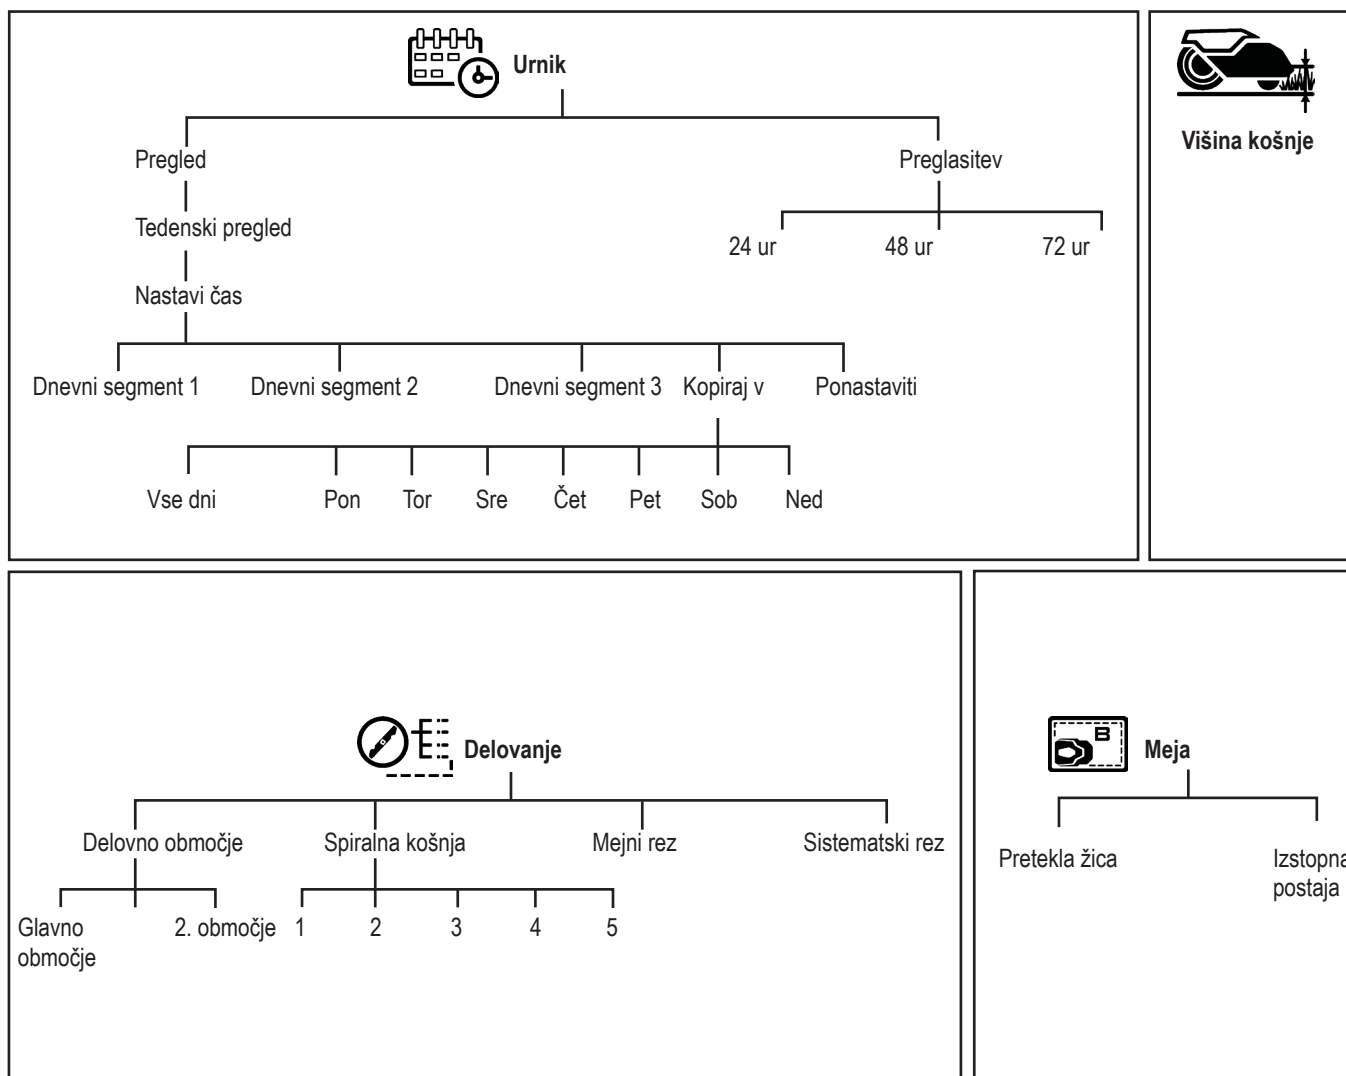 Urnik
Pregled
Preglasitev
Tedenski pregled
24 ur
48 ur
72 ur
Nastavi čas
Dnevni segment 1
Dnevni segment 2
Dnevni segment 3
Kopiraj v
Ponastaviti
Vse dni
Pon
Tor
Sre
Čet
Pet
Sob
Ned
Višina košnje
Delovanje
Delovno območje
Spiralna košnja
Mejni rez
Sistematski rez
Glavno
območje
2. območje
1
2
3
4
5
B
Meja
Pretekla žica
Izstopna
postaja